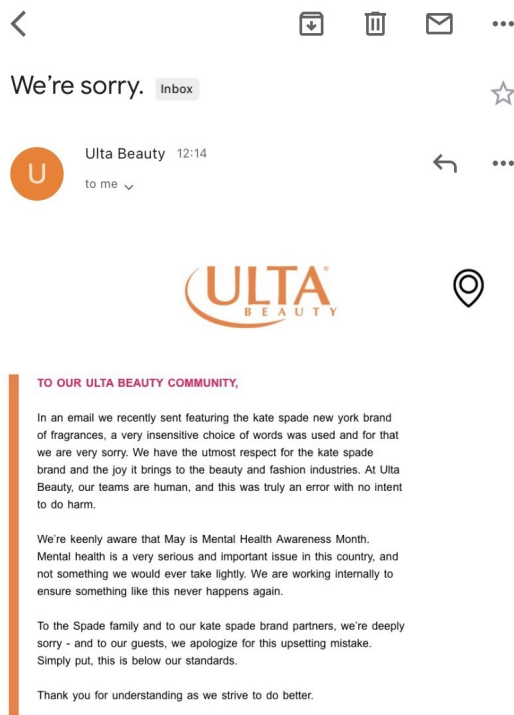 We're sorry. Inbox
U
Ulta Beauty 12:14
to me
ULTA
BEAUTY
TO OUR ULTA BEAUTY COMMUNITY,
In an email we recently sent featuring the kate spade new york brand
of fragrances, a very insensitive choice of words was used and for that
we are very sorry. We have the utmost respect for the kate spade
brand and the joy it brings to the beauty and fashion industries. At Ulta
Beauty, our teams are human, and this was truly an error with no intent
to do harm.
We're keenly aware that May is Mental Health Awareness Month.
Mental health is a very serious and important issue in this country, and
not something we would ever take lightly. We are working internally to
ensure something like this never happens again.
To the Spade family and to our kate spade brand partners, we're deeply
sorry - and to our guests, we apologize for this upsetting mistake.
Simply put, this is below our standards.
Thank you for understanding as we strive to do better.